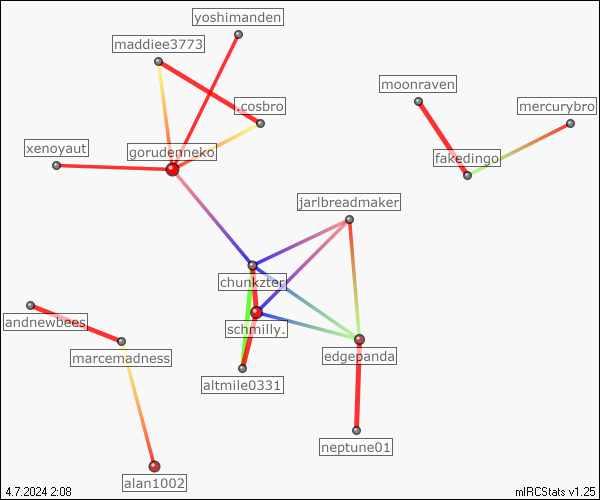 yoshimanden
maddiee3773
moonraven
.cosbro
mercurybro
xenoyaut
gorudenneko
fakedingo
jarlbreadmaker
chunkzter
andnewbees
schmilly.
marcemadness
edgepanda
altmile0331
neptune01
alan1002
4.7.2024 2:08
mIRCStats v1.25